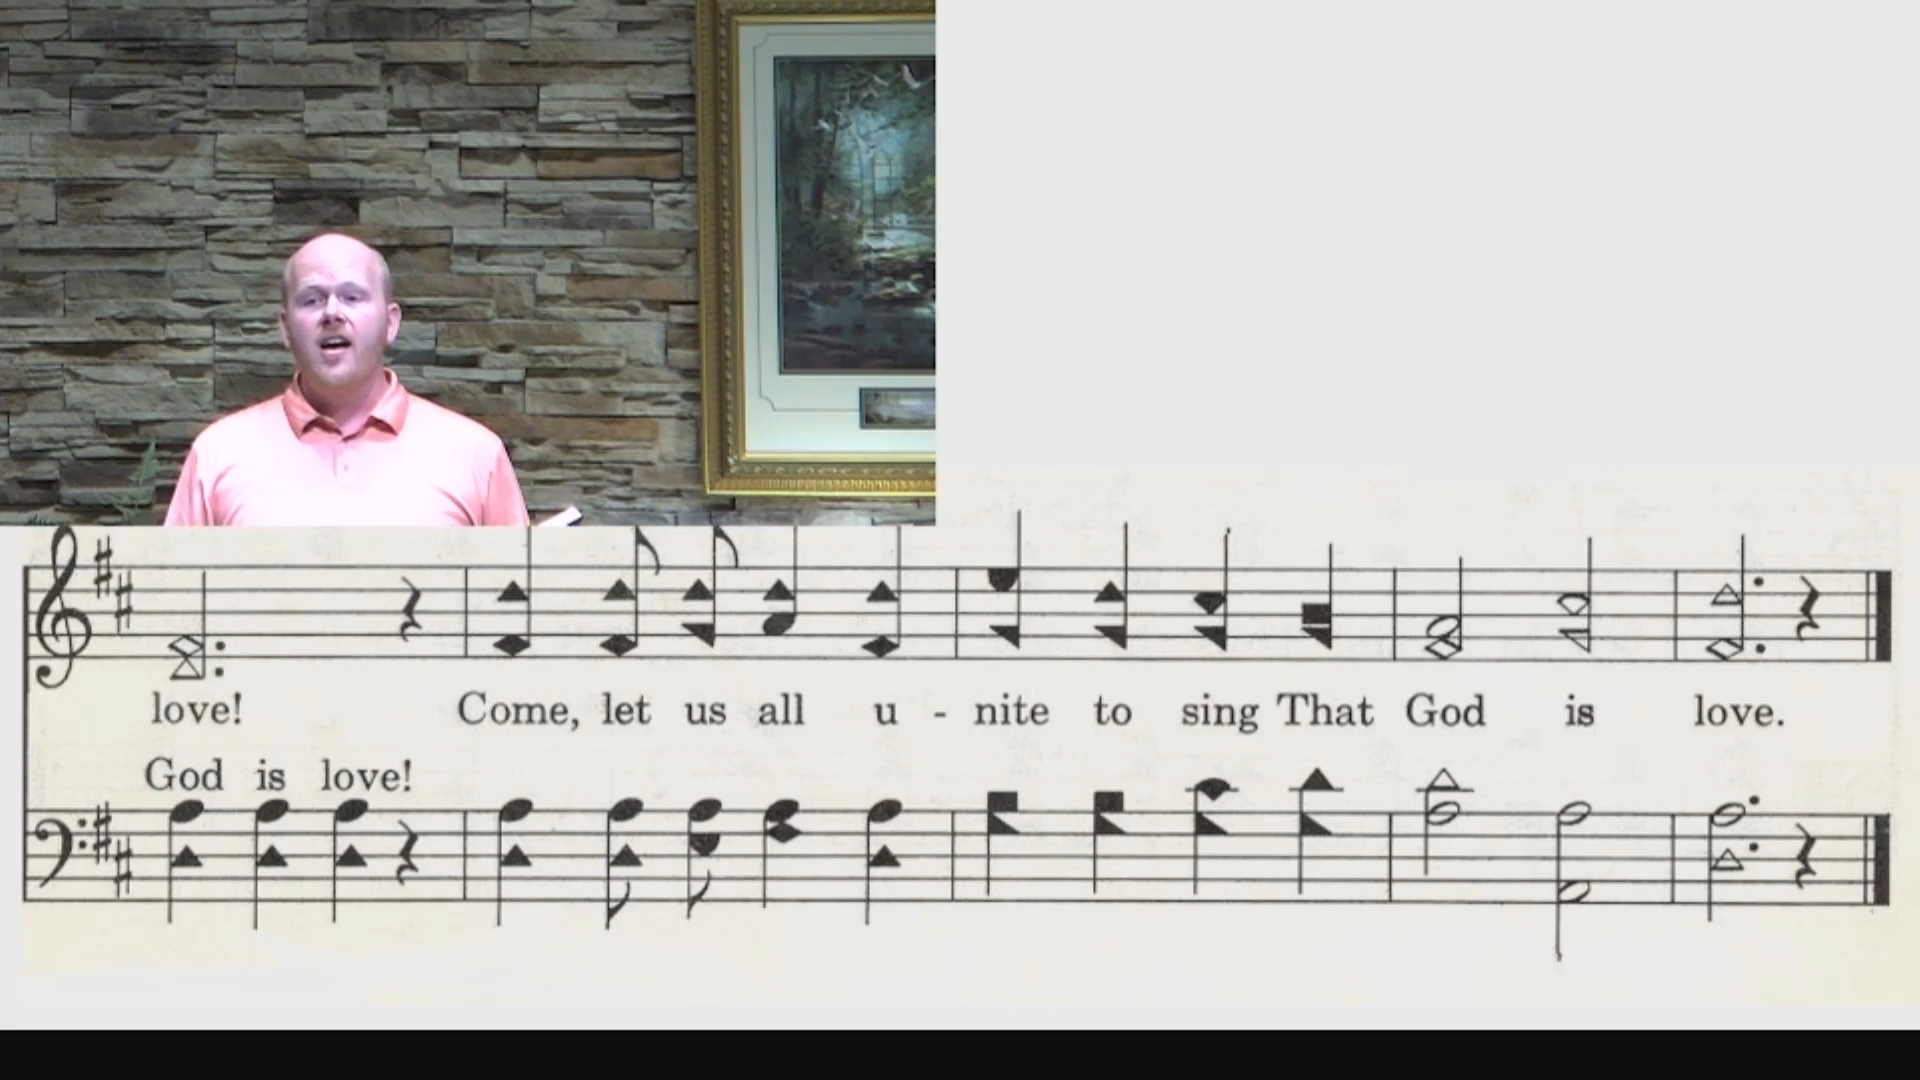 love! Come, let us all u - nite to sing That God is love.
God is love!